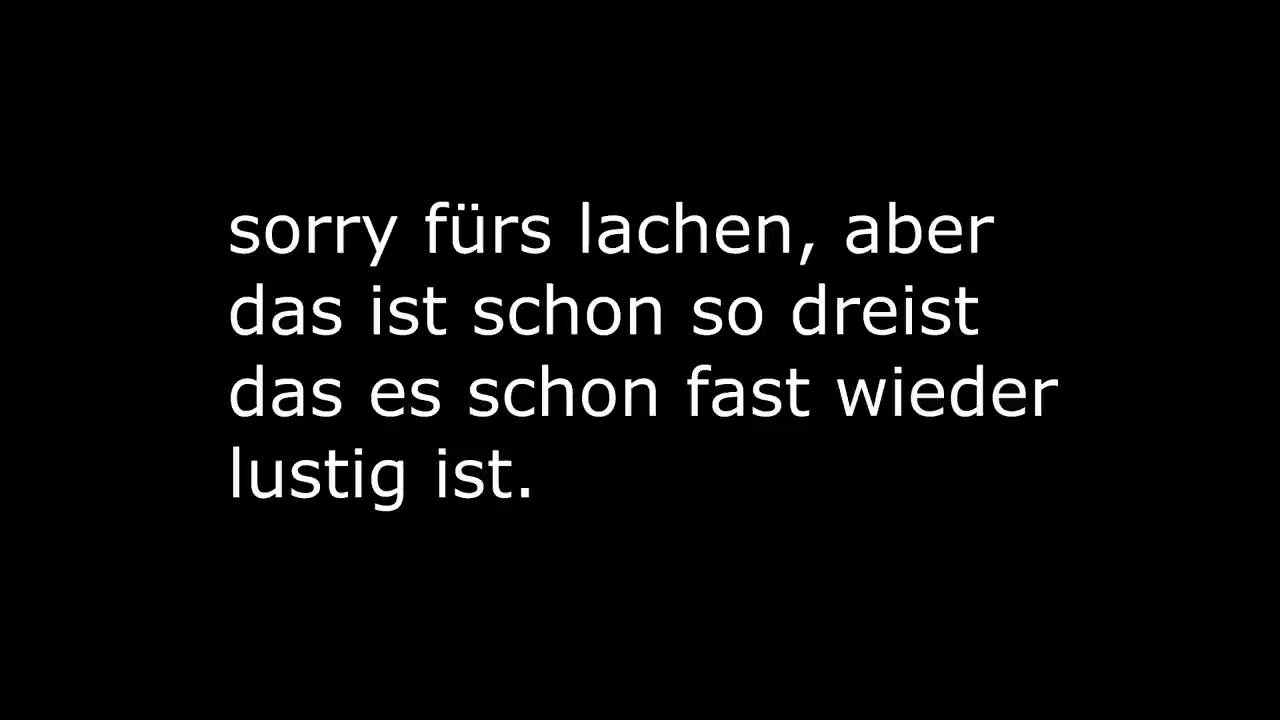 sorry fürs lachen, aber
das ist schon so dreist
das es schon fast wieder
lustig ist.